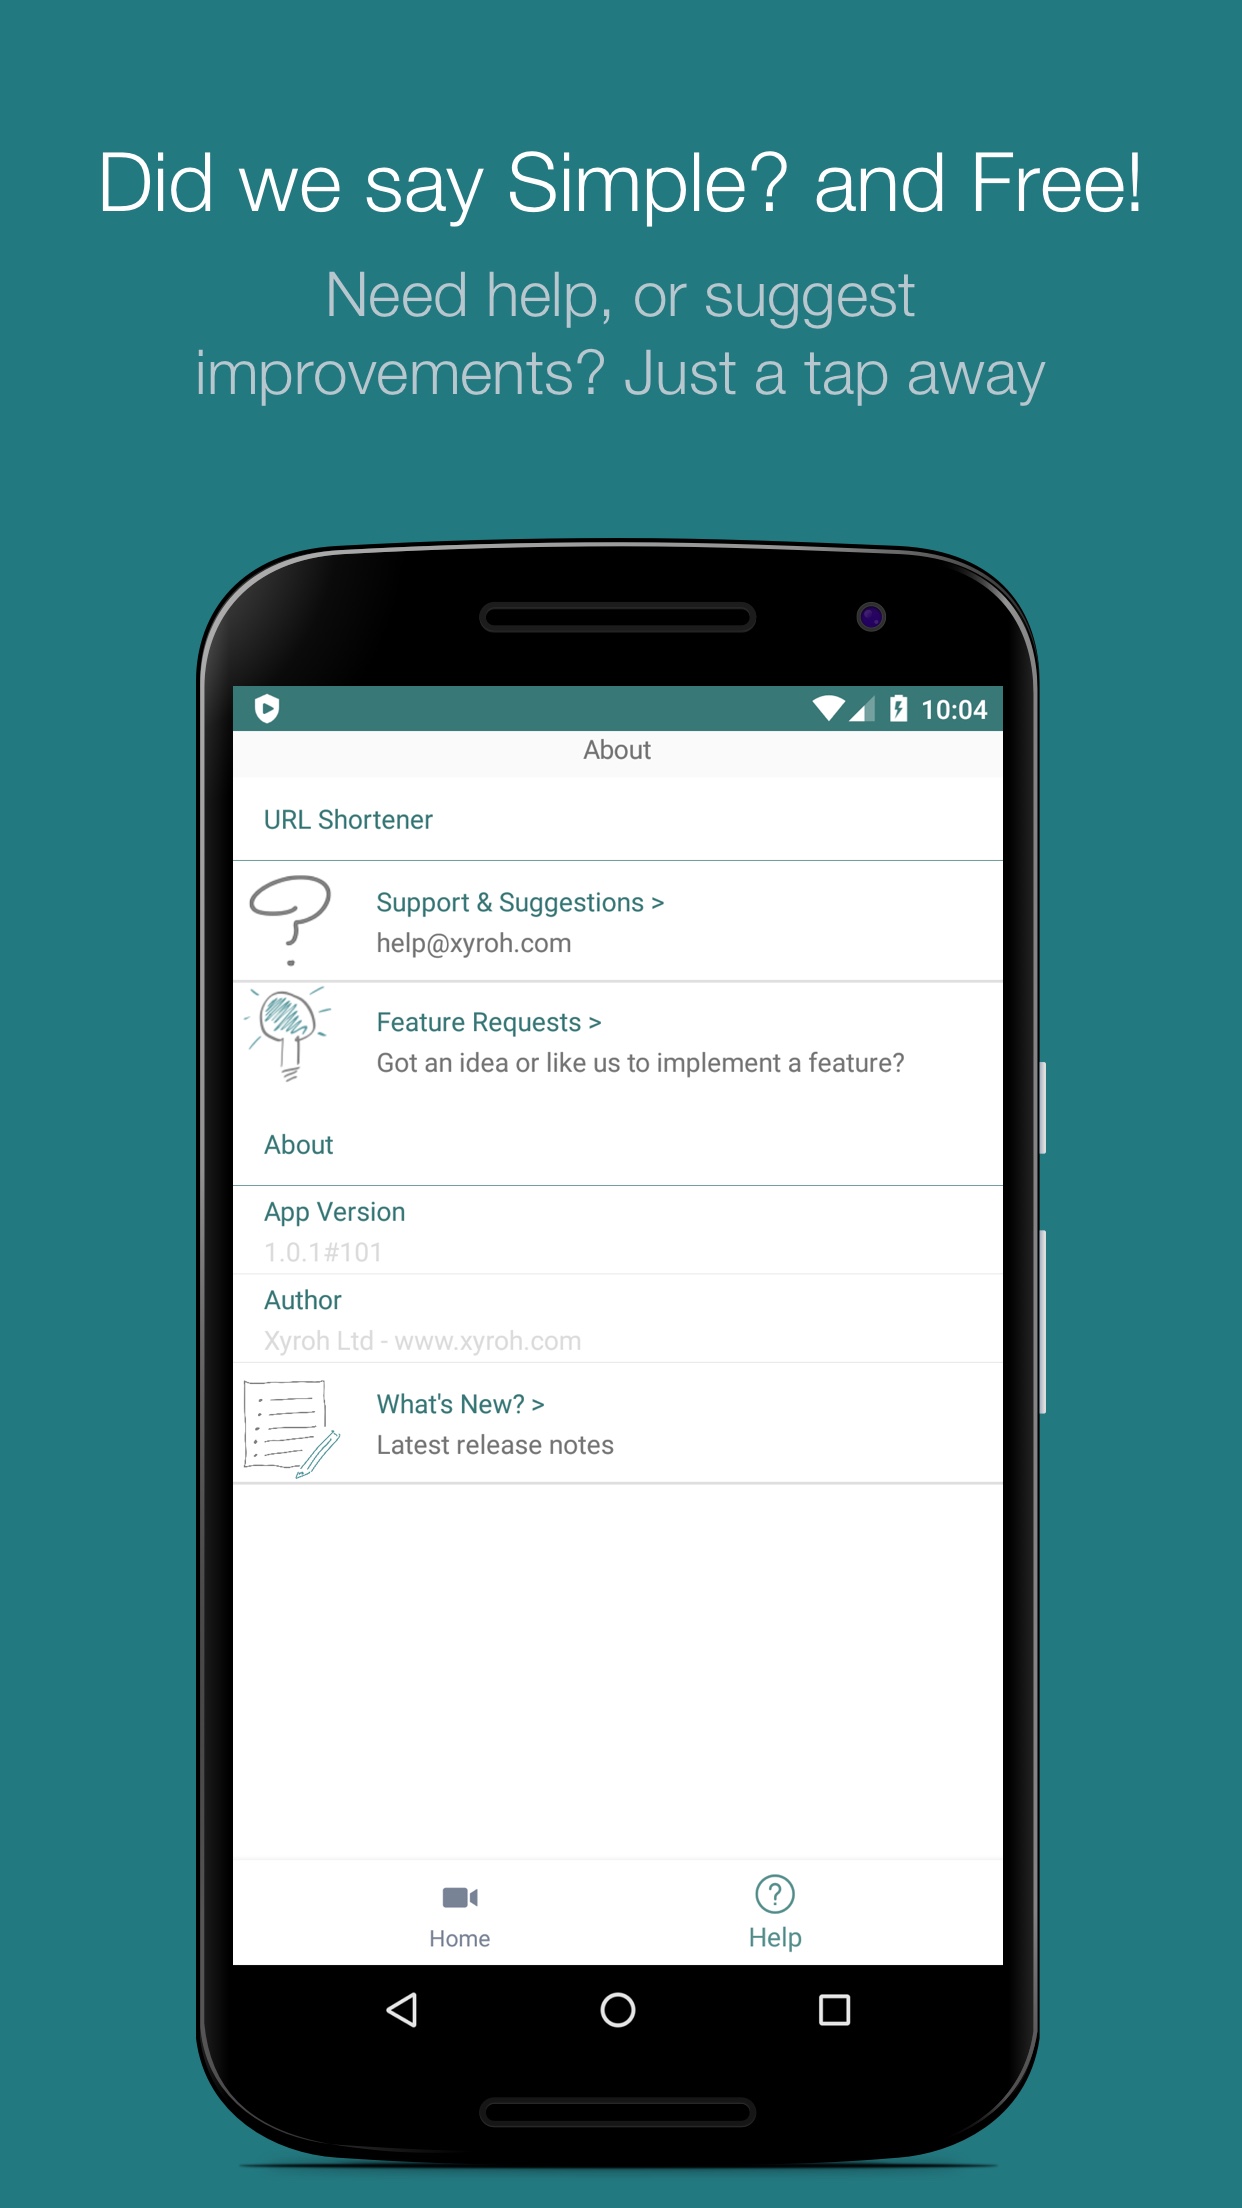 Did we say Simple? and Free!
Need help, or suggest
improvements? Just a tap away
10:04
About
URL Shortener
Support & Suggestions >
help@xyroh.com
Feature Requests >
Got an idea or like us to implement a feature?
About
App Version
1.0.1#101
Author
Xyroh Ltd - www.xyroh.com
What's New? >
Latest release notes
Home
Help